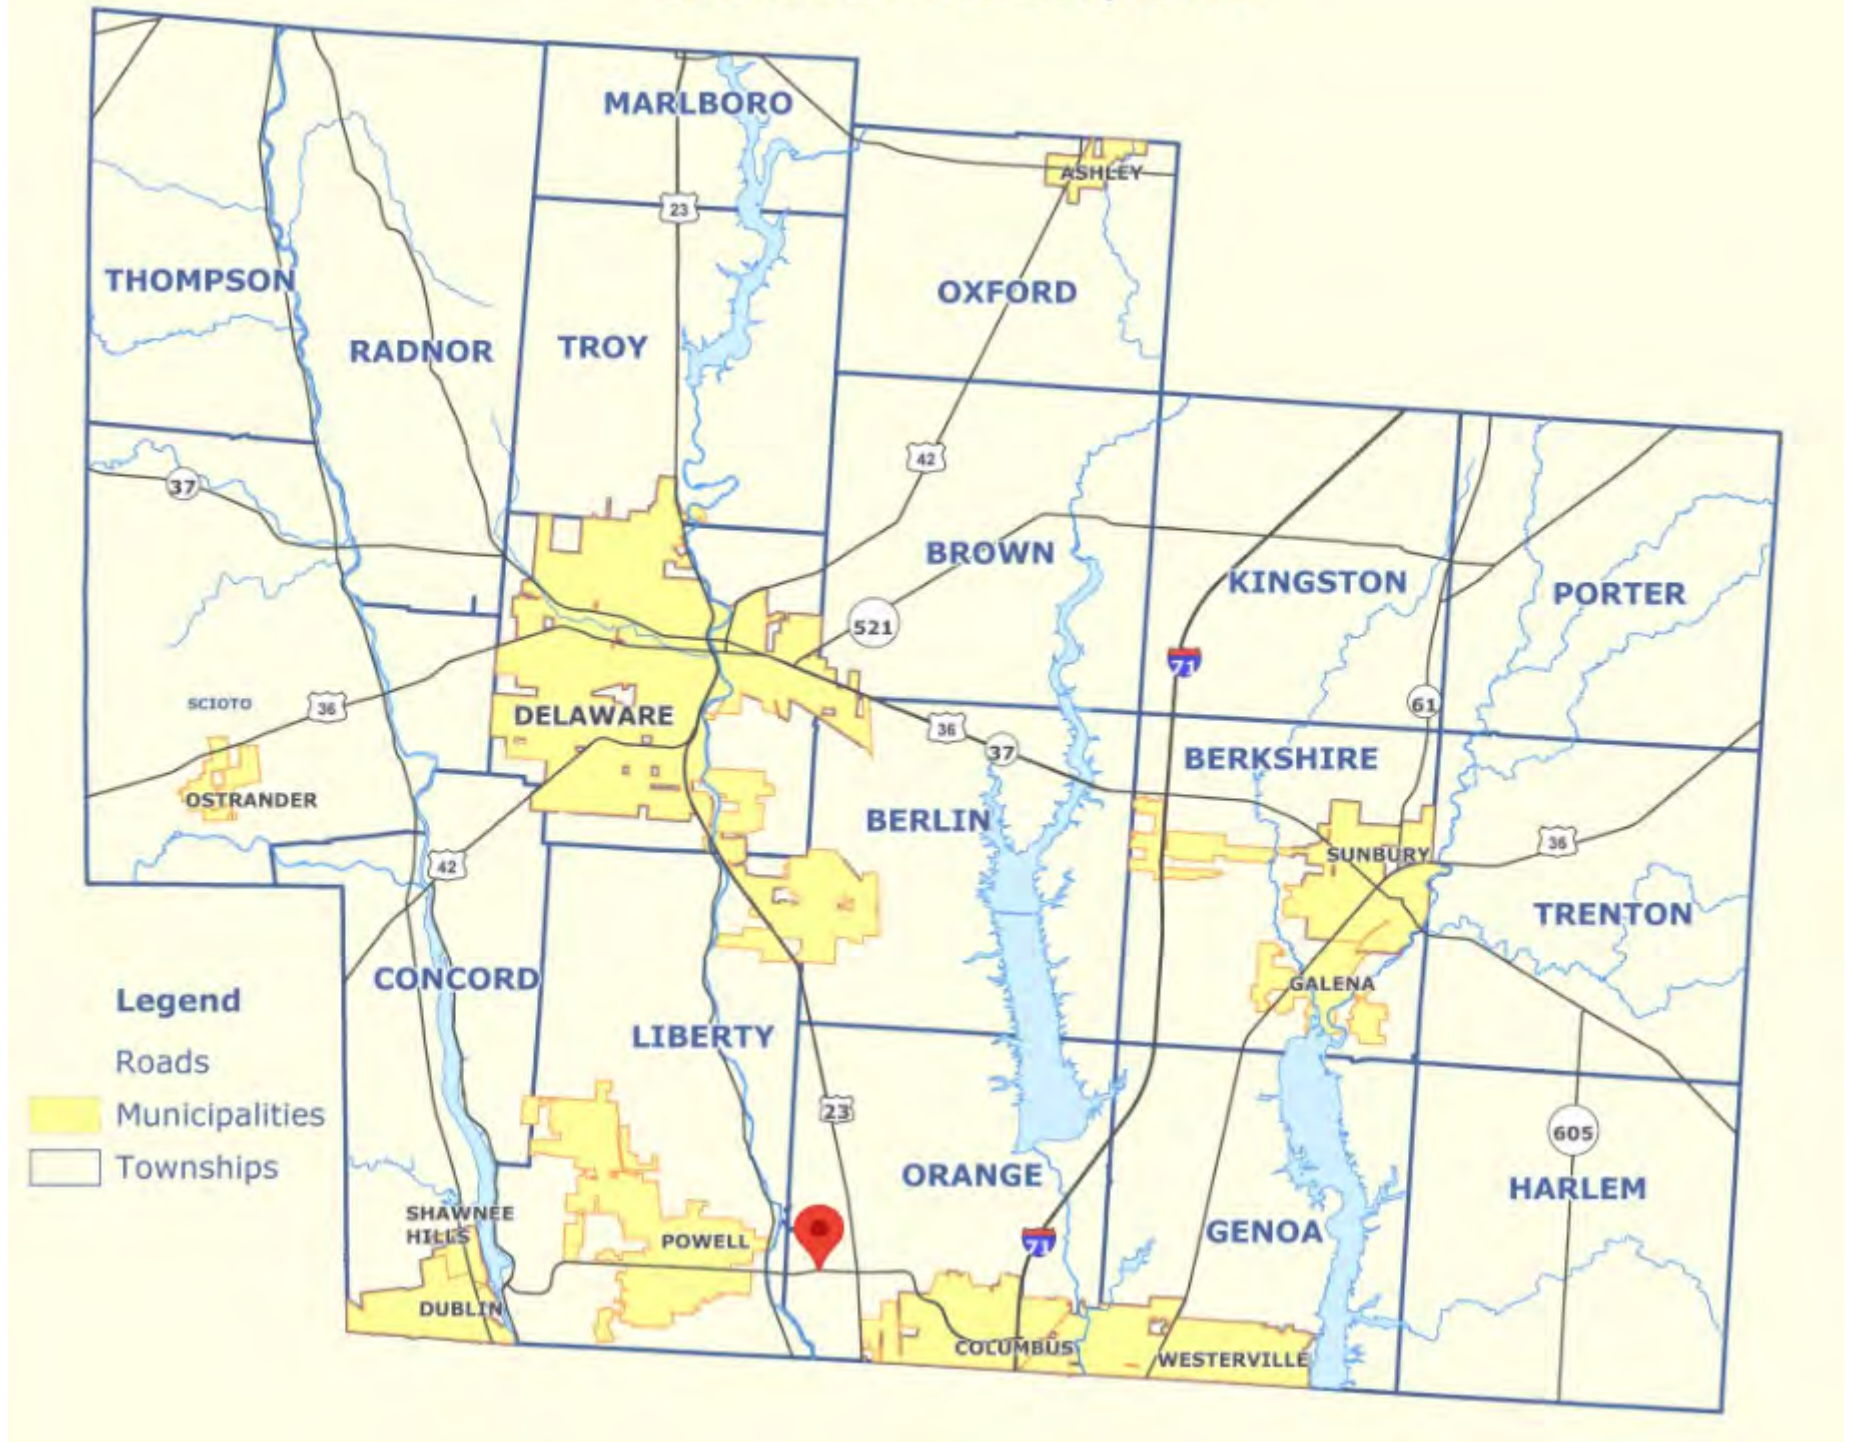 MARLBORO
ASHLEY
23
THOMPSON
OXFORD
RADNOR
TROY
42
37
BROWN
KINGSTON
PORTER
521
71
SCIOTO
36
61
DELAWARE
36
37
BERKSHIRE
OSTRANDER
BERLIN
36
SUNBURY
42
TRENTON
CONCORD
GALENA
Legend
LIBERTY
Roads
23
Municipalities
605
Townships
ORANGE
HARLEM
SHAWNEE
HILLS
POWELL
71
GENOA
DUBLIN
COLUMBUS
WESTERVILLE